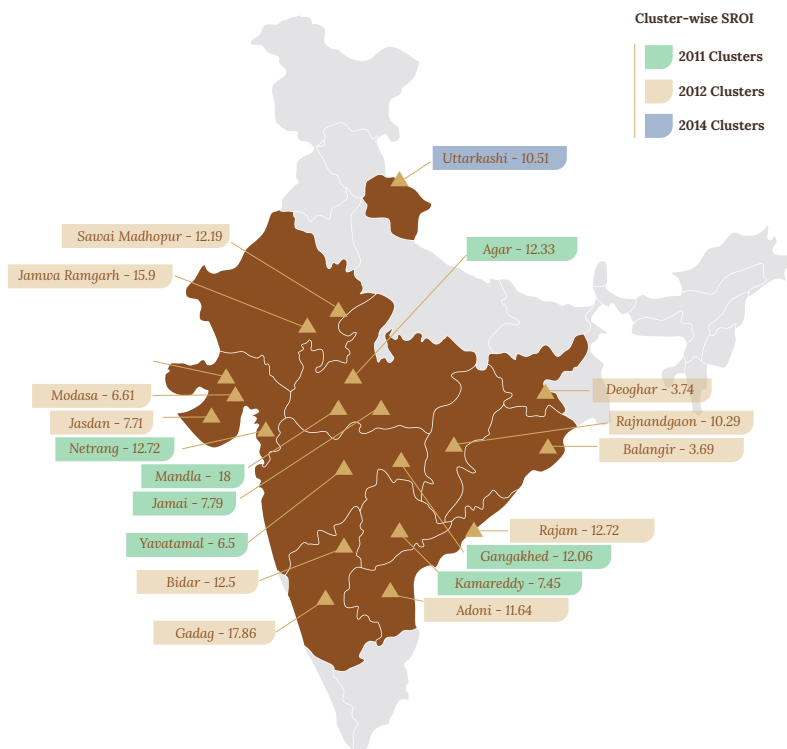 Cluster-wise SROI
2011 Clusters
2012 Clusters
2014 Clusters
Uttarkashi - 10.51
Sawai Madhopur - 12.19
Agar - 12.33
Jamwa Ramgarh - 15.9
Modasa - 6.61
Deoghar - 3.74
Jasdan - 7.71
Rajnandgaon - 10.29
Netrang - 12.72
Balangir - 3.69
Mandla - 18
Jamai - 7.79
Rajam - 12.72
Yavatamal - 6.5
Gangakhed - 12.06
Bidar - 12.5
Kamareddy - 7.45
Adoni - 11.64
Gadag - 17.86